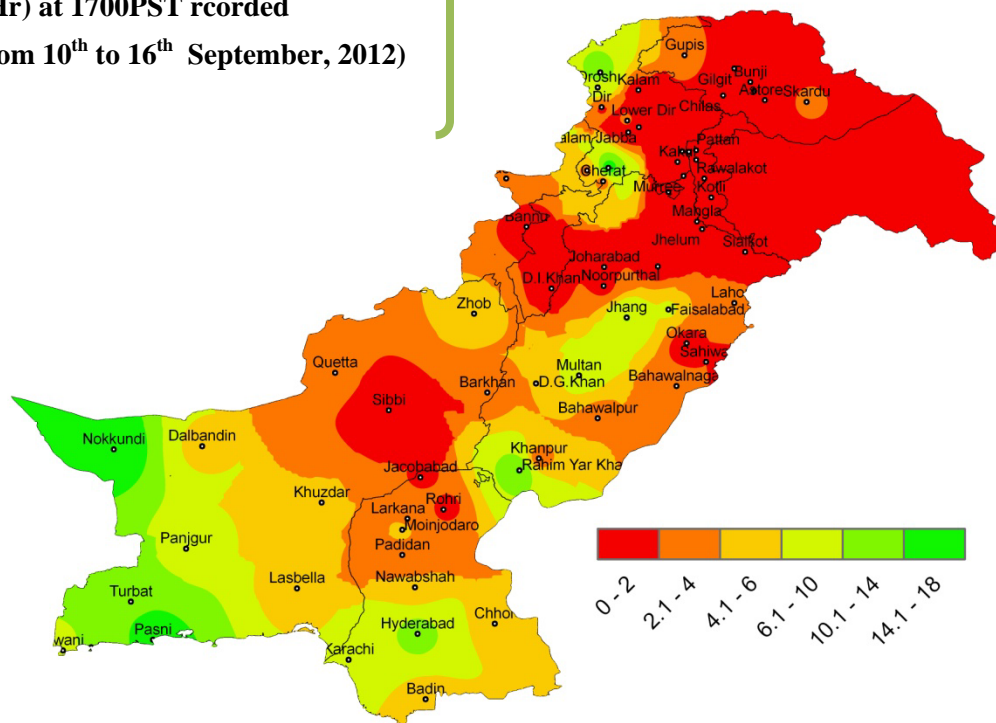 Hr) at 1700PST rcorded
om 10th to 16th September, 2012)
Gupis
Drosh
Kalam
Gilgit
Bunji
Astore
Skardu
Dir
Lower Dir
Chilas
alam Jabba
Pattan
Kakul
Cherat
Rawalakot
Murree
Kotli
Bannu
Mangla
Jhelum
Sialkot
Joharabad
D.I.Khan
Noorpurthal
Zhob
Laho
Jhang
Faisalabad
Okara
Sahiwa
Quetta
Multan
Barkhan
D.G.Khan
Bahawalnaga
Sibbi
Bahawalpur
Nokkundi
Dalbandin
Khanpur
Jacobabad
Rahim Yar Kha
Khuzdar
Rohri
Larkana
Moinjodaro
Panjgur
Padidan
Turbat
Lasbella
Nawabshah
Pasni
Hyderabad
Chhor
wani
Karachi
Badin
0 - 2
2.1 - 4
4.1 - 6
6.1 - 10
10.1 - 14
14.1 - 18